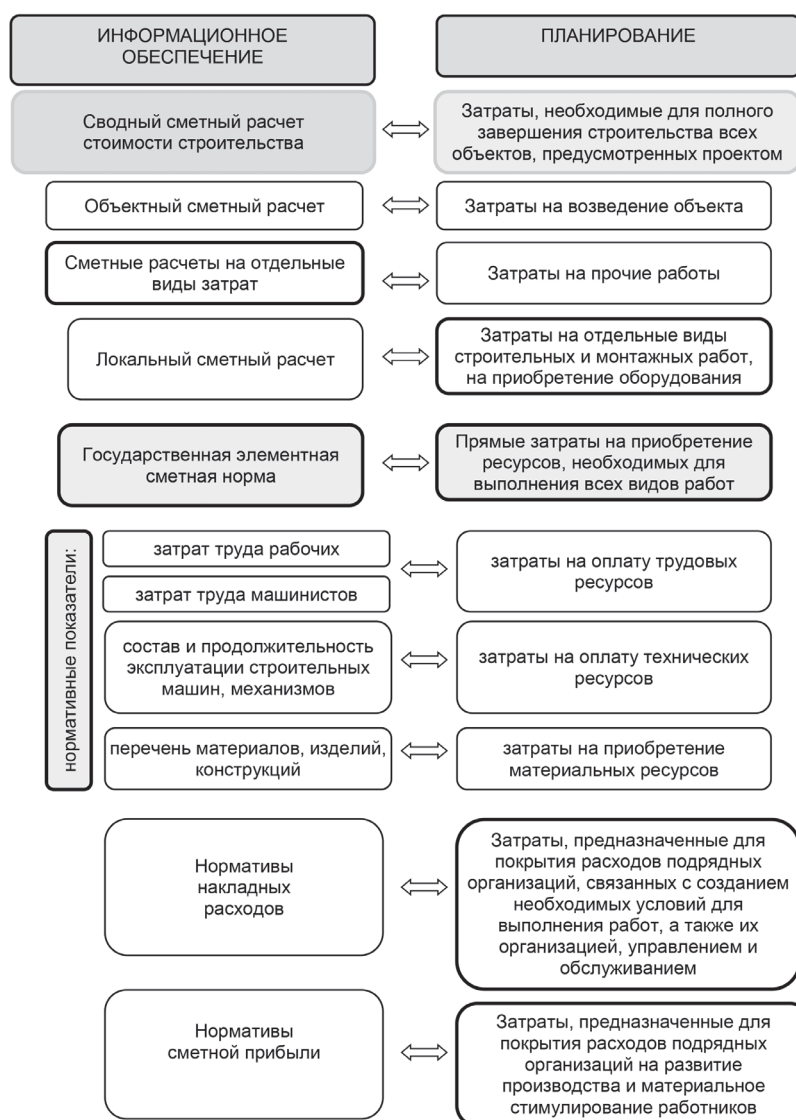 ИНФОРМАЦИОННОЕ
ОБЕСПЕЧЕНИЕ
ПЛАНИРОВАНИЕ
Сводный сметный расчет
стоимости строительства
Затраты, необходимые для полного
завершения строительства всех
объектов, предусмотренных проектом
Объектный сметный расчет
Затраты на возведение объекта
Сметные расчеты на отдельные
виды затрат
Затраты на прочие работы
Локальный сметный расчет
Затраты на отдельные виды
строительных и монтажных работ,
на приобретение оборудования
Государственная элементная
сметная норма
Прямые затраты на приобретение
ресурсов, необходимых для
выполнения всех видов работ
нормативные показатели:
затрат труда рабочих
затрат труда машинистов
затраты на оплату трудовых
ресурсов
состав и продолжительность
эксплуатации строительных
машин, механизмов
затраты на оплату технических
ресурсов
перечень материалов, изделий,
конструкций
затраты на приобретение
материальных ресурсов
Нормативы
накладных
расходов
Затраты, предназначенные для
покрытия расходов подрядных
организаций, связанных с созданием
необходимых условий для
выполнения работ, а также их
организацией, управлением и
обслуживанием
Нормативы
сметной прибыли
Затраты, предназначенные для
покрытия расходов подрядных
организаций на развитие
производства и материальное
стимулирование работников